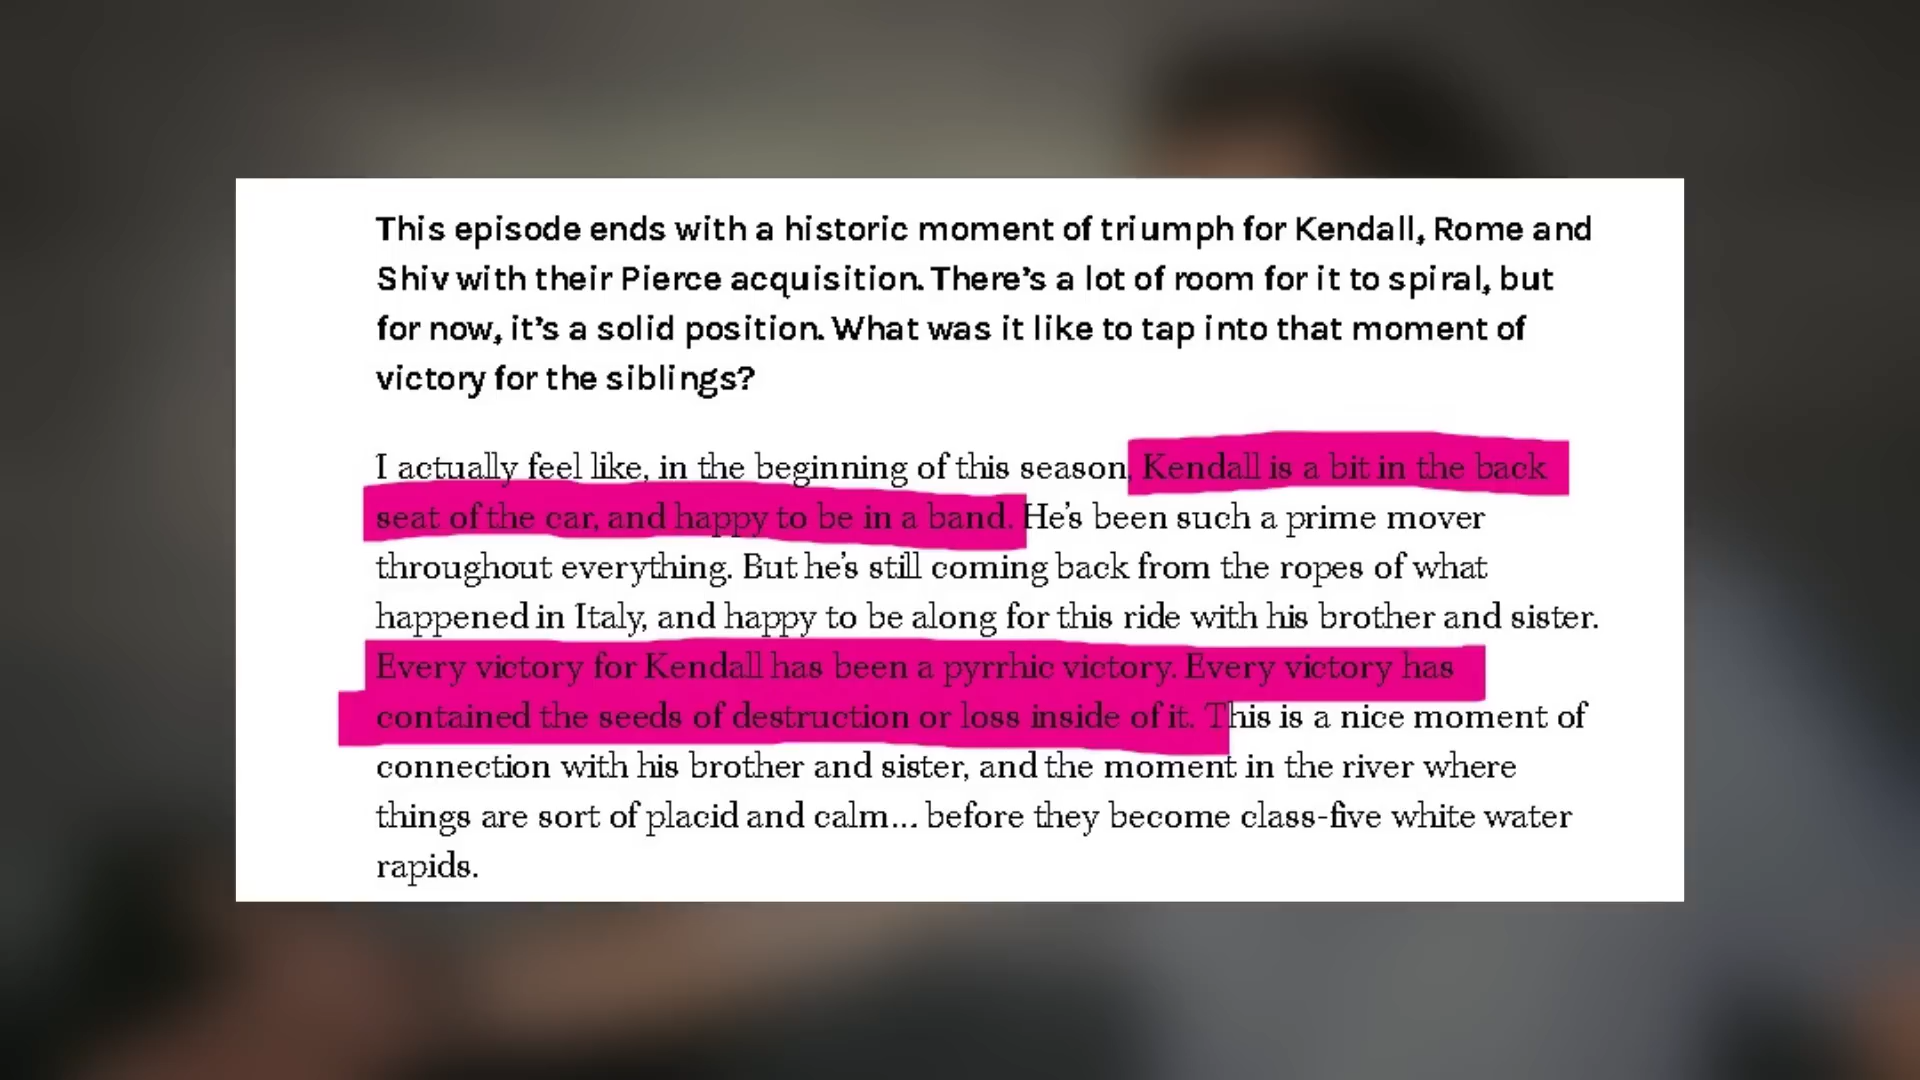 This episode ends with a historic moment of triumph for Kendall, Rome and
Shiv with their Pierce acquisition. There's a lot of room for it to spiral, but
for now, it's a solid position. What was it like to tap into that moment of
victory for the siblings?
I actually feel like, in the beginning of this season, Kendall is a bit in the back
seat of the car, and happy to be in a band. He's been such a prime mover
throughout everything. But he's still coming back from the ropes of what
happened in Italy, and happy to be along for this ride with his brother and sister.
Every victory for Kendall has been a pyrrhic victory. Every victory has
contained the seeds of destruction or loss inside of it. This is a nice moment of
connection with his brother and sister, and the moment in the river where
things are sort of placid and calm… before they become class-five white water
rapids.